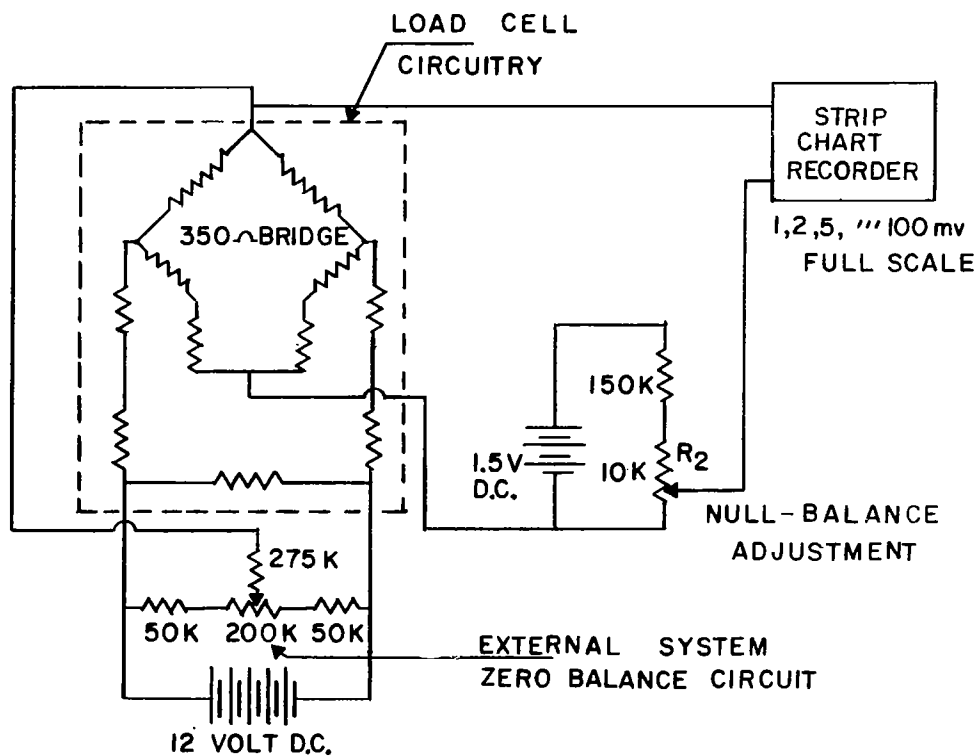 LOAD CELL
CIRCUITRY
STRIP
CHART
RECORDER
350 Ω BRIDGE
1,2,5, ''' 100 mv
FULL SCALE
150K
1.5V
D.C.
10K
R2
NULL-BALANCE
ADJUSTMENT
275 K
50K
200K
50K
EXTERNAL SYSTEM
ZERO BALANCE CIRCUIT
12 VOLT D.C.